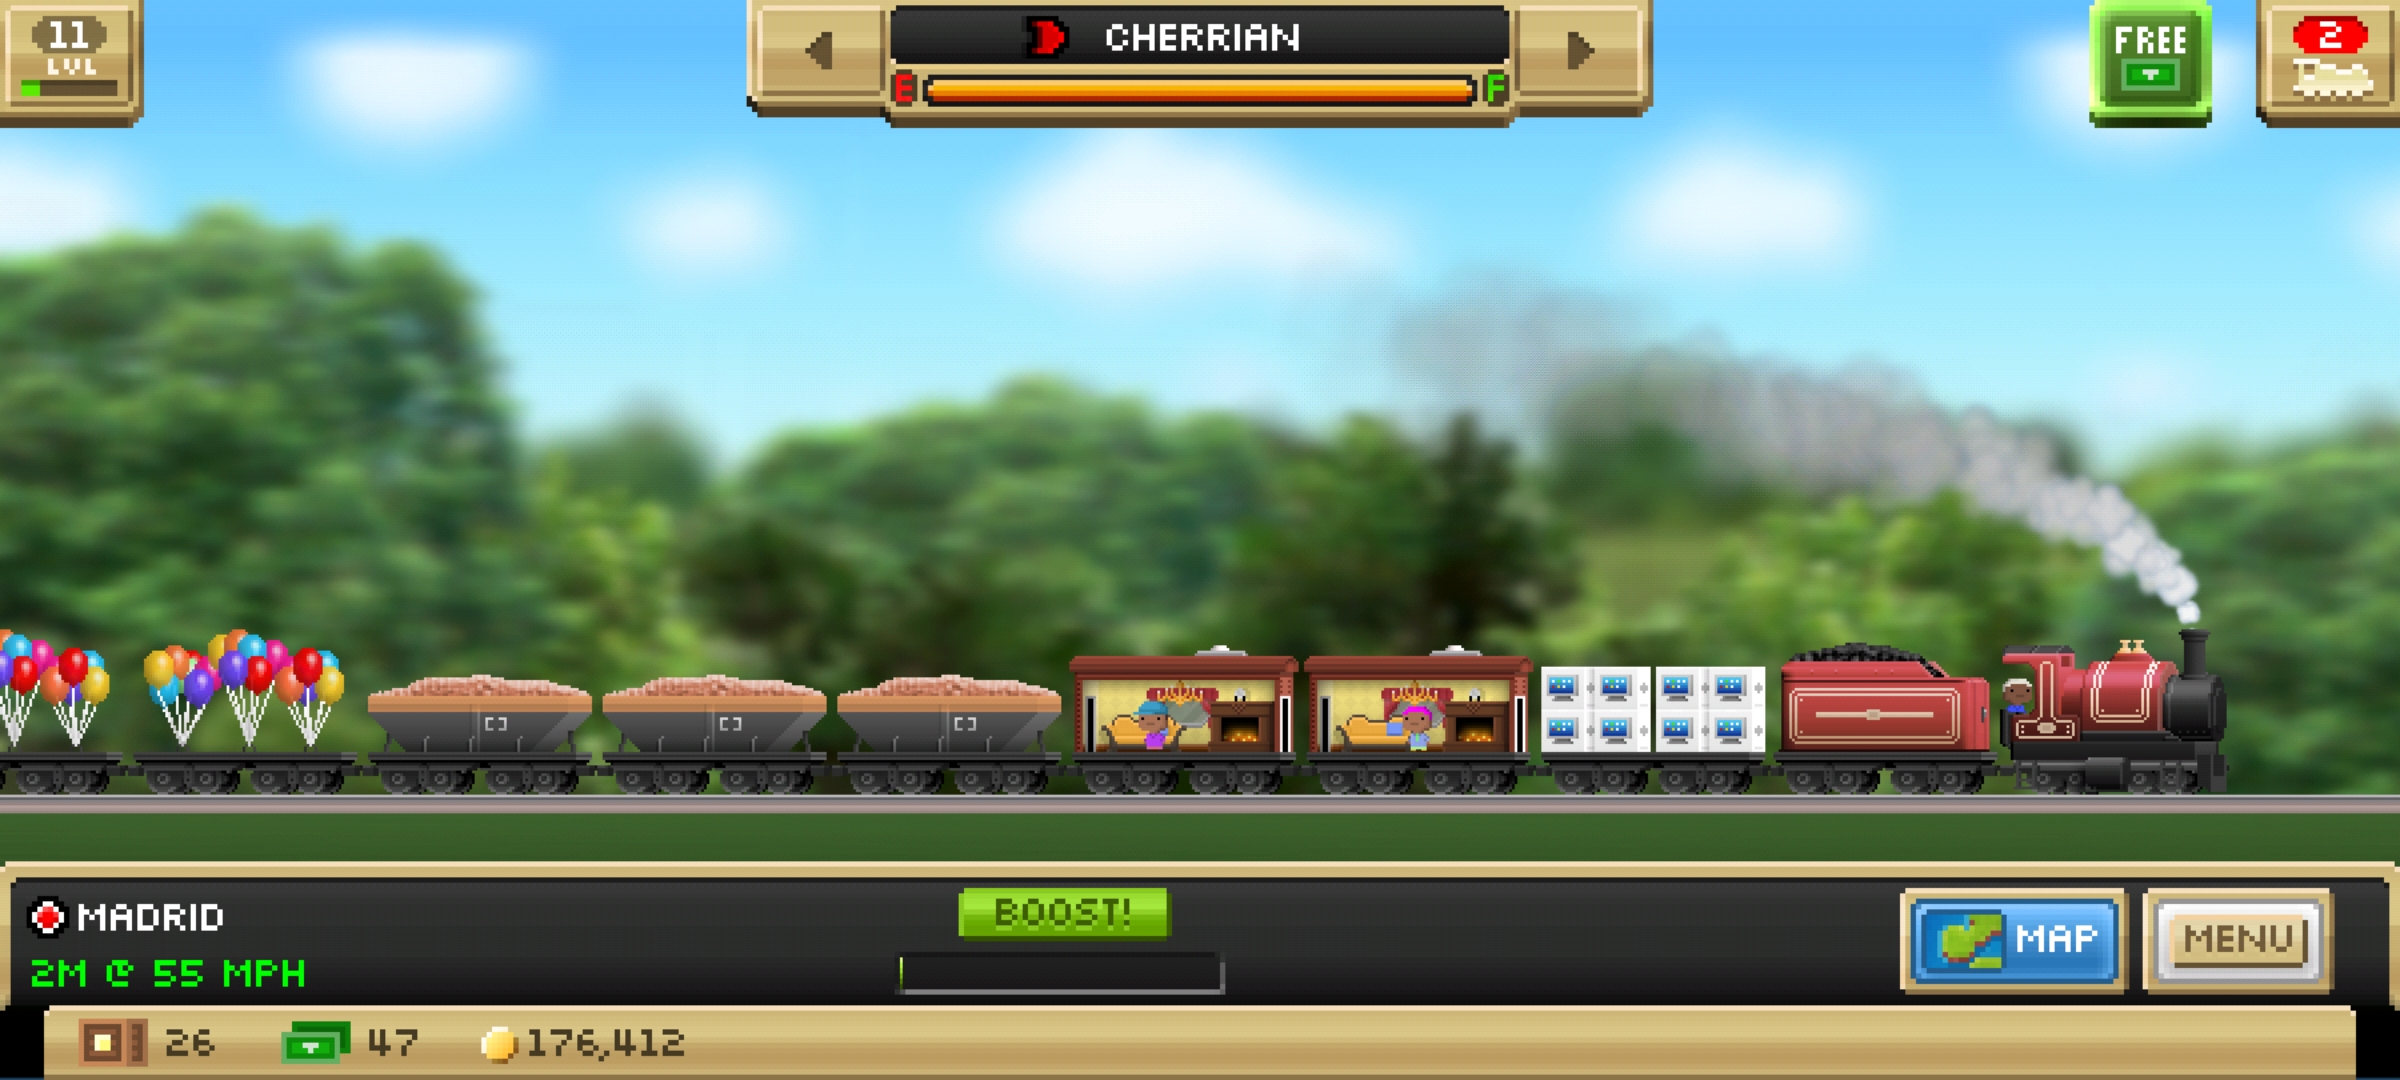 11
LVL
CHERRIAN
E F
FREE
2
MADRID
2M @ 55 MPH
BOOST!
MAP
MENU
26
47
176,412